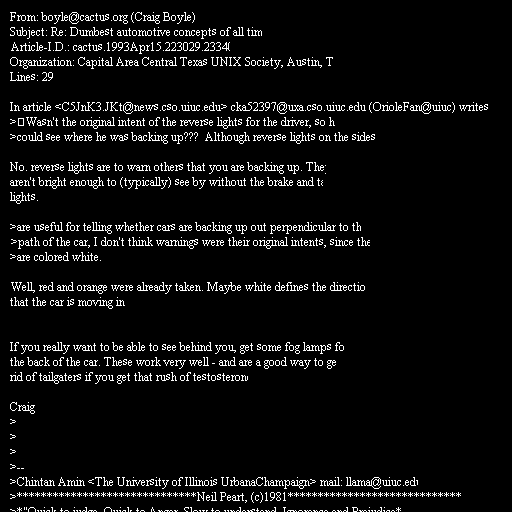 From: boyle@cactus.org (Craig Boyle)
Subject: Re: Dumbest automotive concepts of all tim
Article-I.D.: cactus.1993Apr15.223029.2334
Organization: Capital Area Central Texas UNIX Society, Austin, T
Lines: 29
In article <C5JnK3.JKt@news.cso.uiuc.edu> cka52397@uxa.cso.uiuc.edu (OrioleFan@uiuc) writes
>Wasn't the original intent of the reverse lights for the driver, so h
>could see where he was backing up??? Although reverse lights on the sides
No. reverse lights are to warn others that you are backing up. The
aren't bright enough to (typically) see by without the brake and ta
lights.
>are useful for telling whether cars are backing up out perpendicular to th
>path of the car, I don't think warnings were their original intents, since the
>are colored white.
Well, red and orange were already taken. Maybe white defines the directio
that the car is moving in
If you really want to be able to see behind you, get some fog lamps fo
the back of the car. These work very well - and are a good way to ge
rid of tailgaters if you get that rush of testosteron
Craig
>
>
>
>--
>Chintan Amin <The University of Illinois UrbanaChampaign> mail: llama@uiuc.ed
>******************************Neil Peart, (c)1981*****************************
>*"Quick to judge, Quick to Anger, Slow to understand, Ignorance and Prejudice*